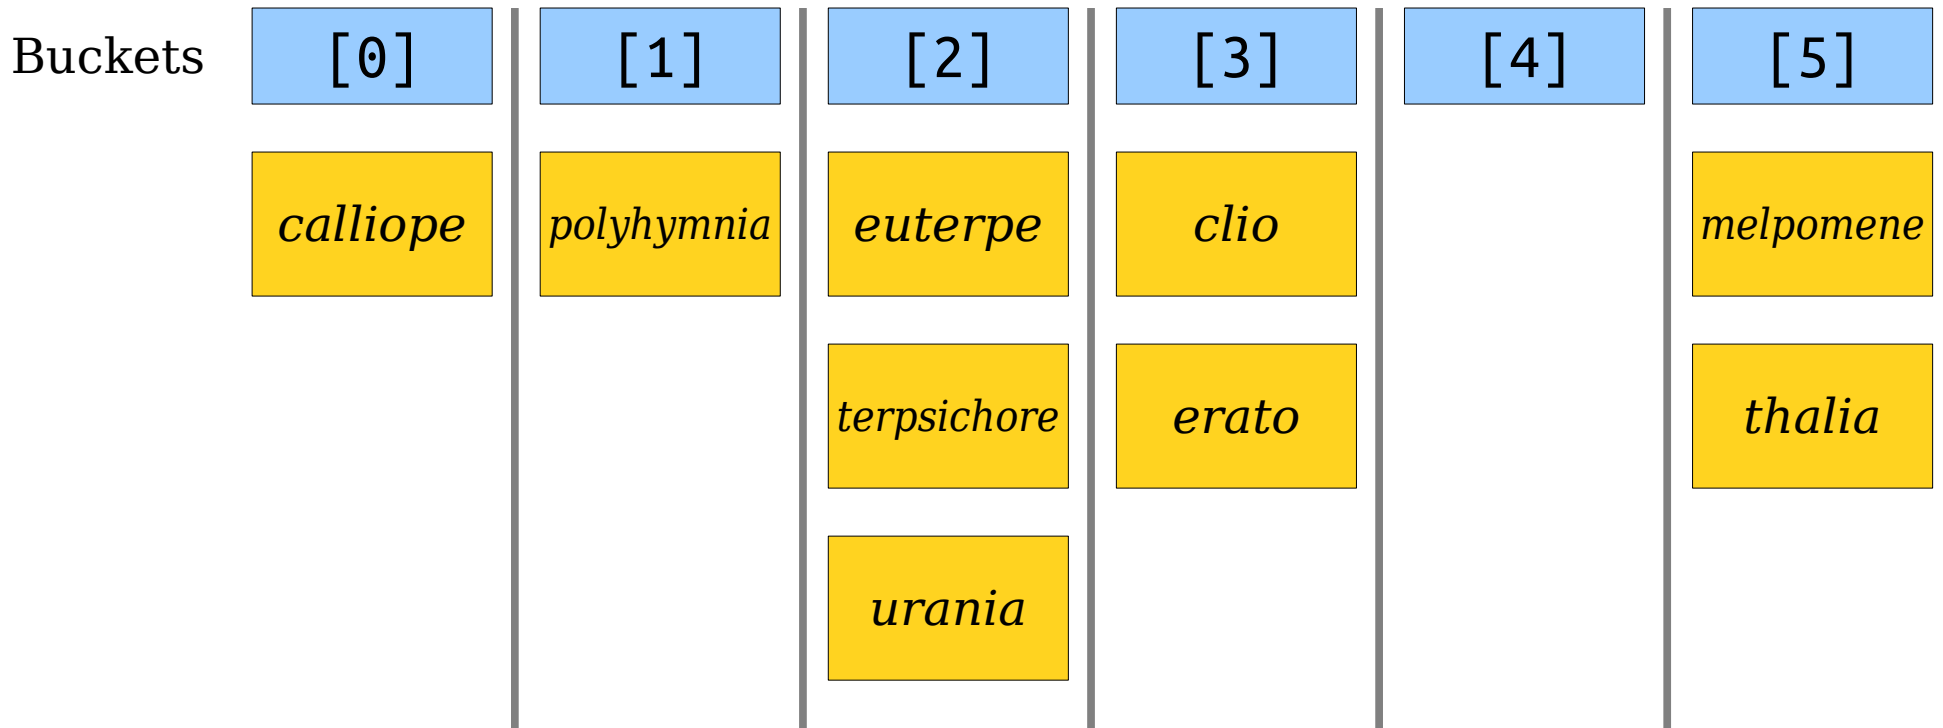 Buckets [0] [1] [2] [3] [4] [5]
calliope polyhymnia euterpe clio melpomene
terpsichore erato thalia
urania